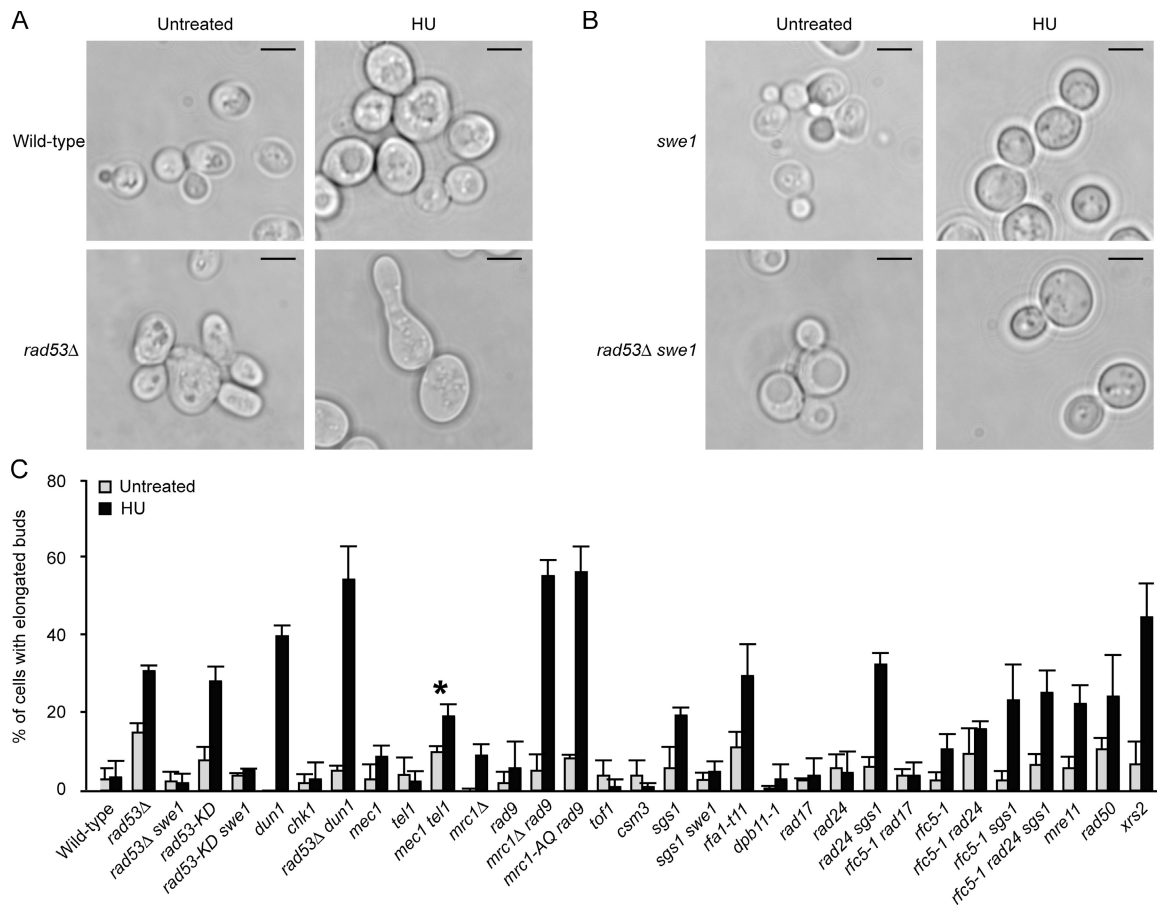 A
Untreated
HU
Wild-type
rad53Δ
B
Untreated
HU
swe1
rad53Δ swe1
C
% of cells with elongated buds
80
60
40
20
0
Untreated
HU
*
Wild-type
rad53Δ
rad53Δ swe1
rad53-KD
rad53-KD swe1
dun1
chk1
rad53Δ dun1
mec1
tel1
mec1 tel1
mrc1Δ
rad9
mrc1Δ rad9
mrc1-AQ rad9
tof1
csm3
sgs1
sgs1 swe1
rfa1-t11
dpb11-1
rad17
rad24
rad24 sgs1
rfc5-1 rad17
rfc5-1
rfc5-1 rad24
rfc5-1 sgs1
rfc5-1 rad24 sgs1
mre11
rad50
xrs2